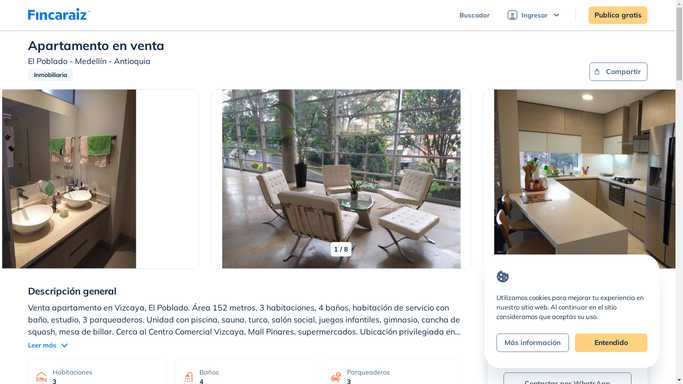 Fincaraiz
Buscador
Ingresar
Publica gratis
Apartamento en venta
El Poblado - Medellín - Antioquia
Inmobiliaria
Compartir
1 / 8
Descripción general
Venta apartamento en Vizcaya, El Poblado. Área 152 metros, 3 habitaciones, 4 baños, habitación de servicio con
baño, estudio, 3 parqueaderos. Unidad con piscina, sauna, turco, salón social, juegos infantiles, gimnasio, cancha de
squash, mesa de billar. Cerca al Centro Comercial Vizcaya, Mall Pinares, supermercados. Ubicación privilegiada en...
Leer más
Habitaciones
3
Baños
4
Parqueaderos
3
Utilizamos cookies para mejorar tu experiencia en
nuestro sitio web. Al continuar en el sitio
consideramos que aceptas su uso.
Más información
Entendido
Contactar por WhatsApp